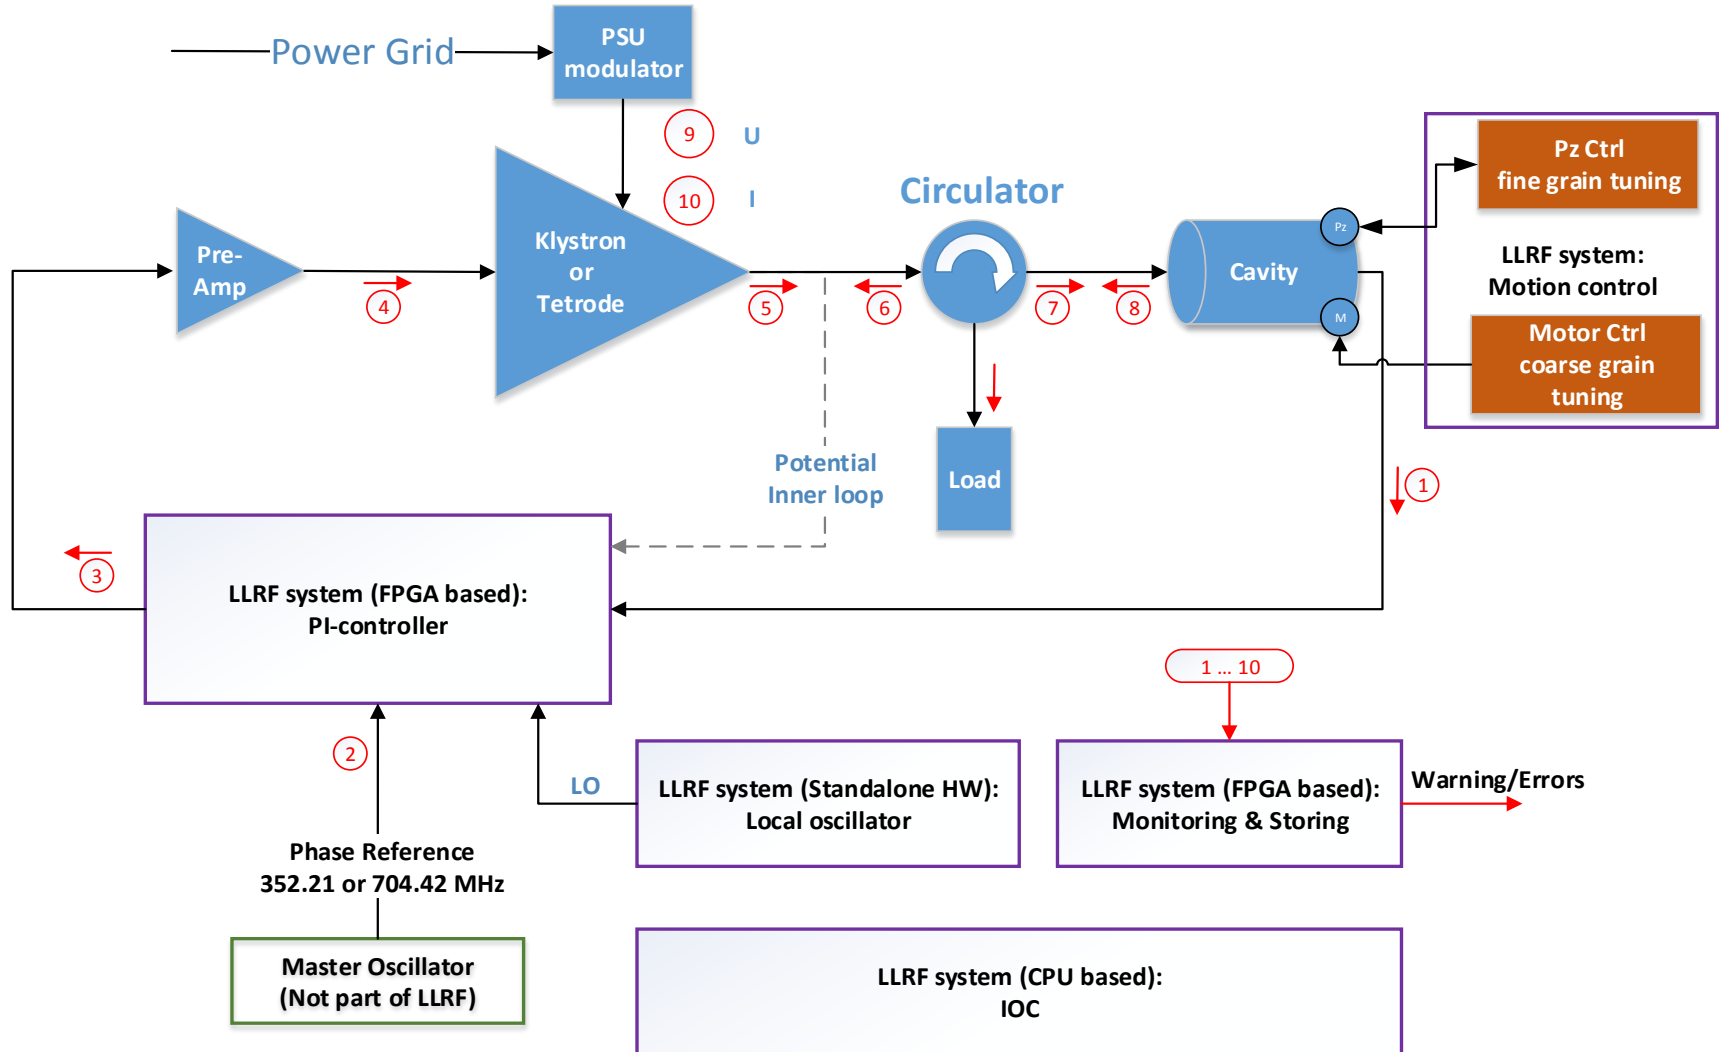 Power Grid
PSU
modulator
9
U
10
I
Pre-
Amp
4
Klystron
or
Tetrode
5
6
Circulator
7
8
Cavity
Pz
M
Pz Ctrl
fine grain tuning
LLRF system:
Motion control
Motor Ctrl
coarse grain
tuning
Potential
Inner loop
Load
1
3
LLRF system (FPGA based):
PI-controller
2
1 ... 10
LO
LLRF system (Standalone HW):
Local oscillator
LLRF system (FPGA based):
Monitoring & Storing
Warning/Errors
Phase Reference
352.21 or 704.42 MHz
Master Oscillator
(Not part of LLRF)
LLRF system (CPU based):
IOC